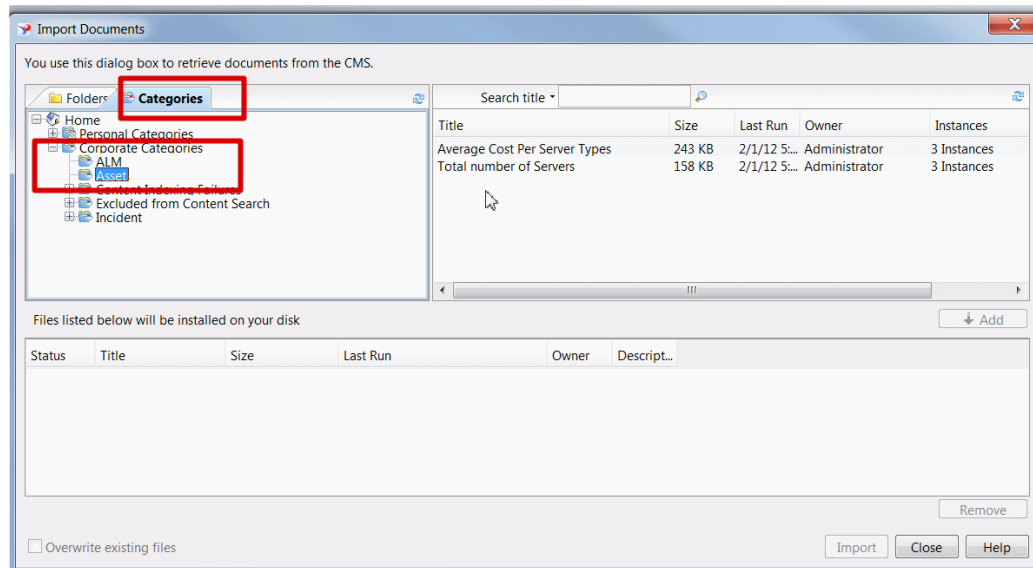 Import Documents
You use this dialog box to retrieve documents from the CMS.
Folders Categories
Search title
Home
Personal Categories
Corporate Categories
ALM
Asset
Content Indexing Failures
Excluded from Content Search
Incident
Title Size Last Run Owner Instances
Average Cost Per Server Types 243 KB 2/1/12 5:... Administrator 3 Instances
Total number of Servers 158 KB 2/1/12 5:... Administrator 3 Instances
Files listed below will be installed on your disk
Add
Status Title Size Last Run Owner Descript...
Remove
Overwrite existing files
Import Close Help